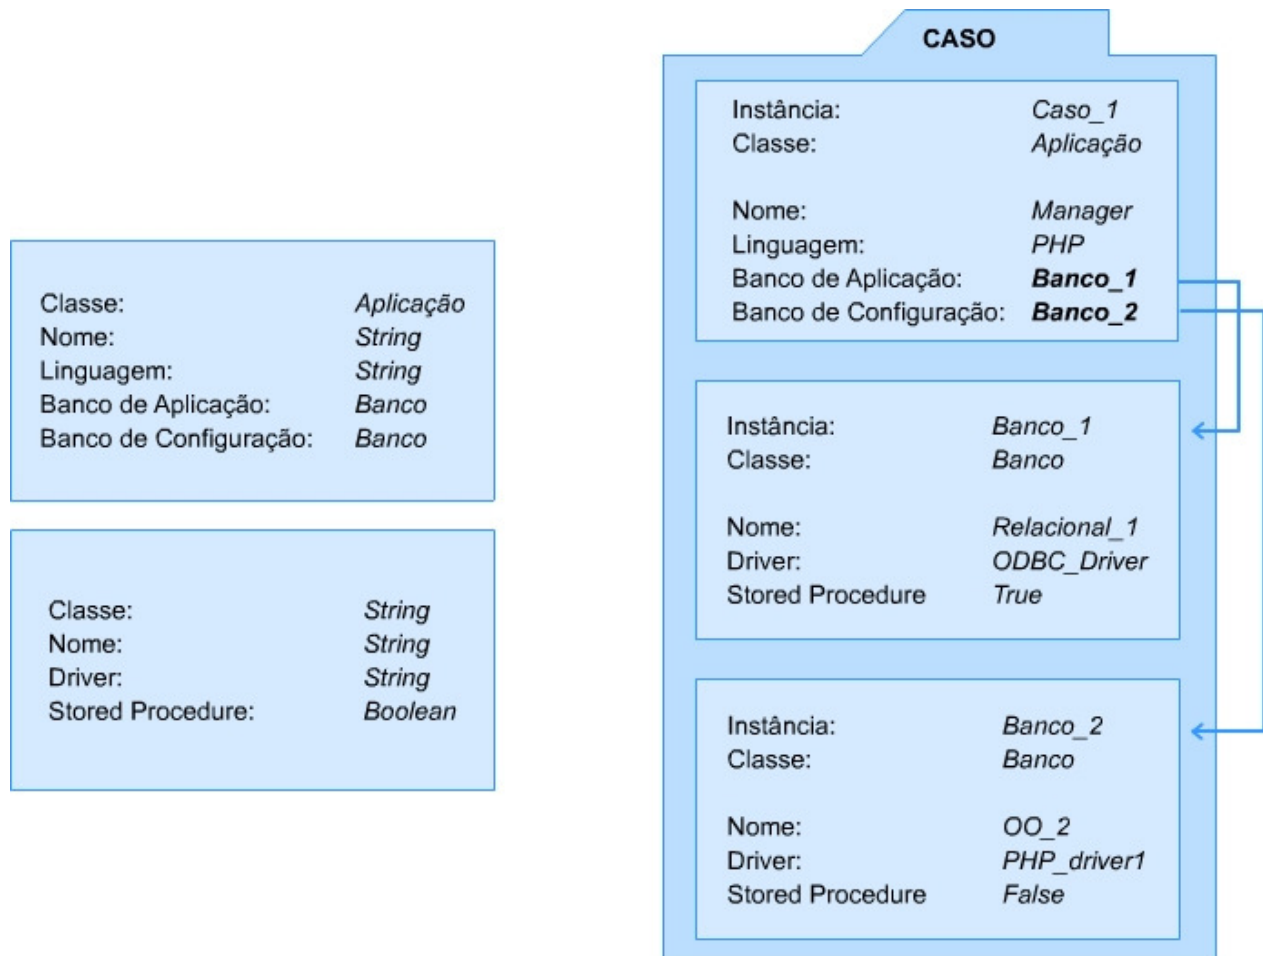 Classe: Aplicação
Nome: String
Linguagem: String
Banco de Aplicação: Banco
Banco de Configuração: Banco
Classe: String
Nome: String
Driver: String
Stored Procedure: Boolean
CASO
Instância: Caso_1
Classe: Aplicação
Nome: Manager
Linguagem: PHP
Banco de Aplicação: Banco_1
Banco de Configuração: Banco_2
Instância: Banco_1
Classe: Banco
Nome: Relacional_1
Driver: ODBC_Driver
Stored Procedure True
Instância: Banco_2
Classe: Banco
Nome: OO_2
Driver: PHP_driver1
Stored Procedure False